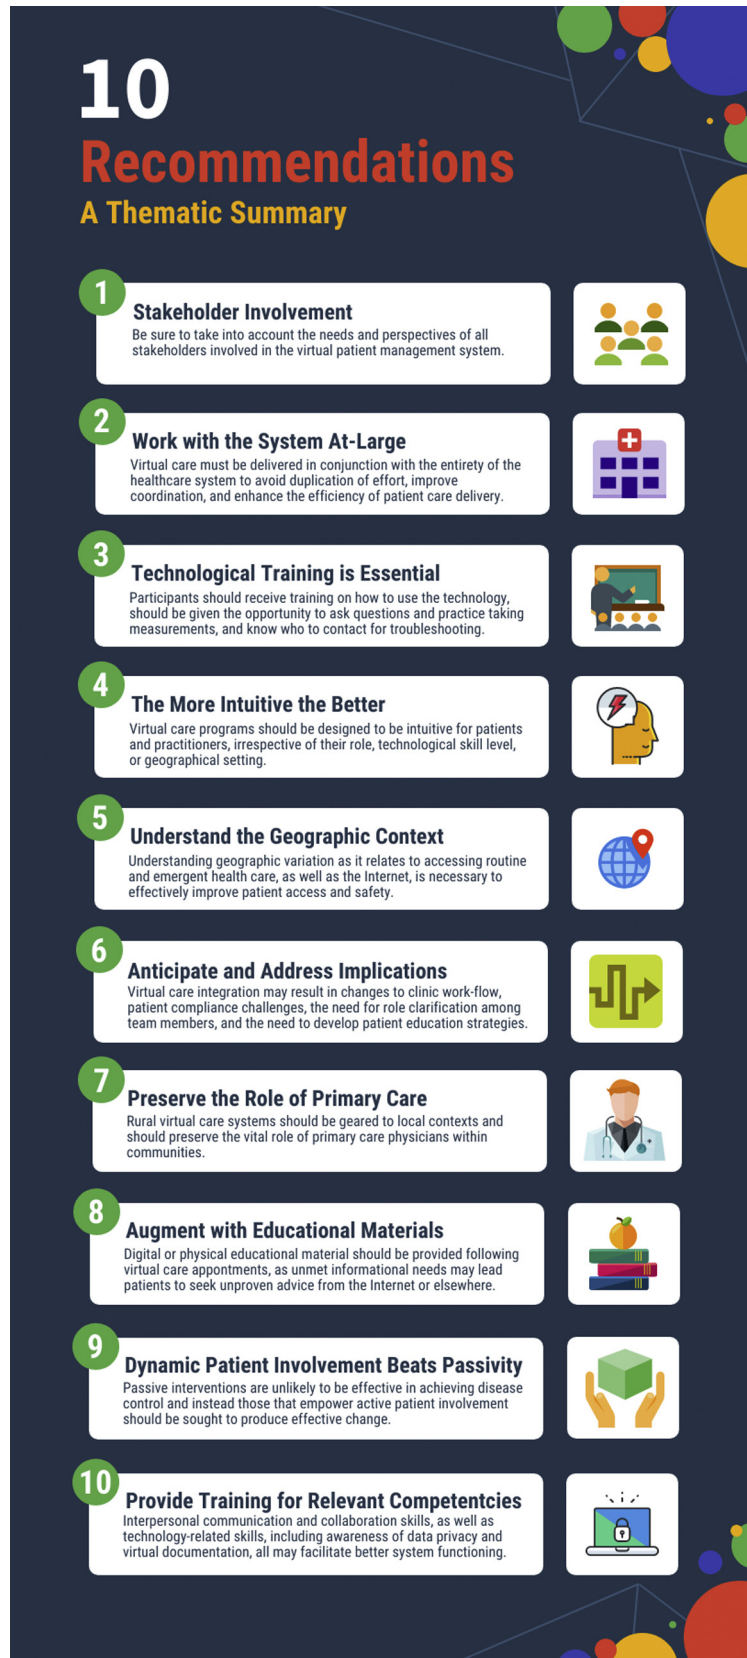 10
Recommendations
A Thematic Summary
1
Stakeholder Involvement
Be sure to take into account the needs and perspectives of all
stakeholders involved in the virtual patient management system.
2
Work with the System At-Large
Virtual care must be delivered in conjunction with the entirety of the
healthcare system to avoid duplication of effort, improve
coordination, and enhance the efficiency of patient care delivery.
3
Technological Training is Essential
Participants should receive training on how to use the technology,
should be given the opportunity to ask questions and practice taking
measurements, and know who to contact for troubleshooting.
4
The More Intuitive the Better
Virtual care programs should be designed to be intuitive for patients
and practitioners, irrespective of their role, technological skill level,
or geographical setting.
5
Understand the Geographic Context
Understanding geographic variation as it relates to accessing routine
and emergent health care, as well as the Internet, is necessary to
effectively improve patient access and safety.
6
Anticipate and Address Implications
Virtual care integration may result in changes to clinic work-flow,
patient compliance challenges, the need for role clarification among
team members, and the need to develop patient education strategies.
7
Preserve the Role of Primary Care
Rural virtual care systems should be geared to local contexts and
should preserve the vital role of primary care physicians within
communities.
8
Augment with Educational Materials
Digital or physical educational material should be provided following
virtual care appontments, as unmet informational needs may lead
patients to seek unproven advice from the Internet or elsewhere.
9
Dynamic Patient Involvement Beats Passivity
Passive interventions are unlikely to be effective in achieving disease
control and instead those that empower active patient involvement
should be sought to produce effective change.
10
Provide Training for Relevant Competentcies
Interpersonal communication and collaboration skills, as well as
technology-related skills, including awareness of data privacy and
virtual documentation, all may facilitate better system functioning.